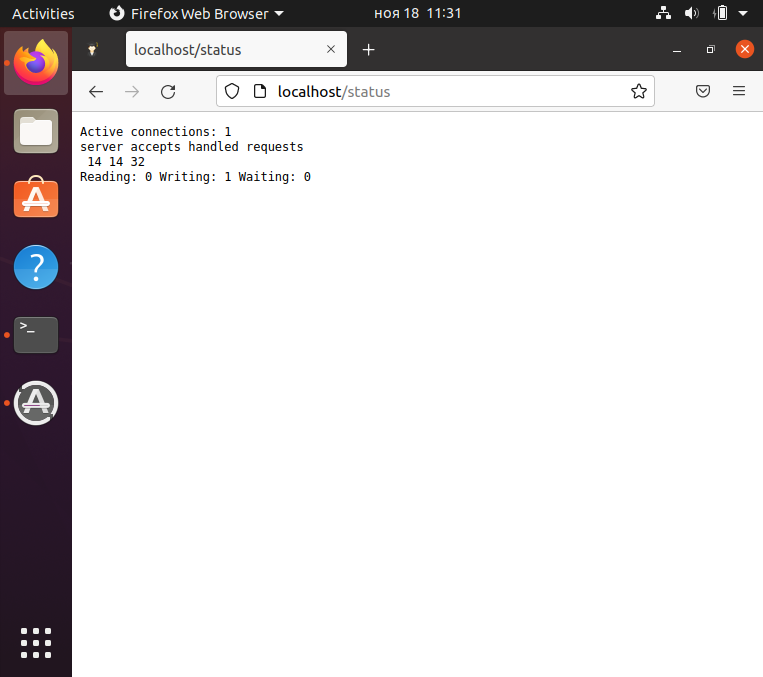 Activities
Firefox Web Browser
ноя 18 11:31
localhost/status
localhost/status
Active connections: 1
server accepts handled requests
14 14 32
Reading: 0 Writing: 1 Waiting: 0